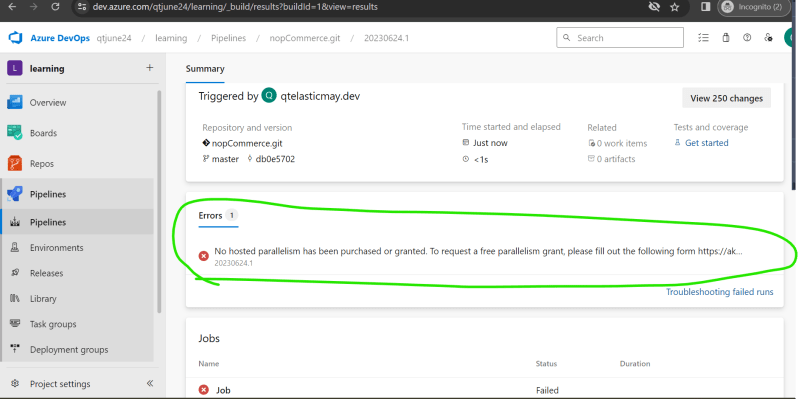 dev.azure.com/qtjune24/learning/_build/results?buildId=1&view=results
Incognito (2)
Azure DevOps qtjune24 / learning / Pipelines / nopCommerce.git / 20230624.1
Search
L learning +
Overview
Boards
Repos
Pipelines
Pipelines
Environments
Releases
Library
Task groups
Deployment groups
Project settings
Summary
Triggered by Q qtelasticmay.dev
View 250 changes
Repository and version
nopCommerce.git
master db0e5702
Time started and elapsed
Just now
<1s
Related
0 work items
0 artifacts
Tests and coverage
Get started
Errors 1
No hosted parallelism has been purchased or granted. To request a free parallelism grant, please fill out the following form https://ak...
20230624.1
Troubleshooting failed runs
Jobs
Name Status Duration
Job Failed